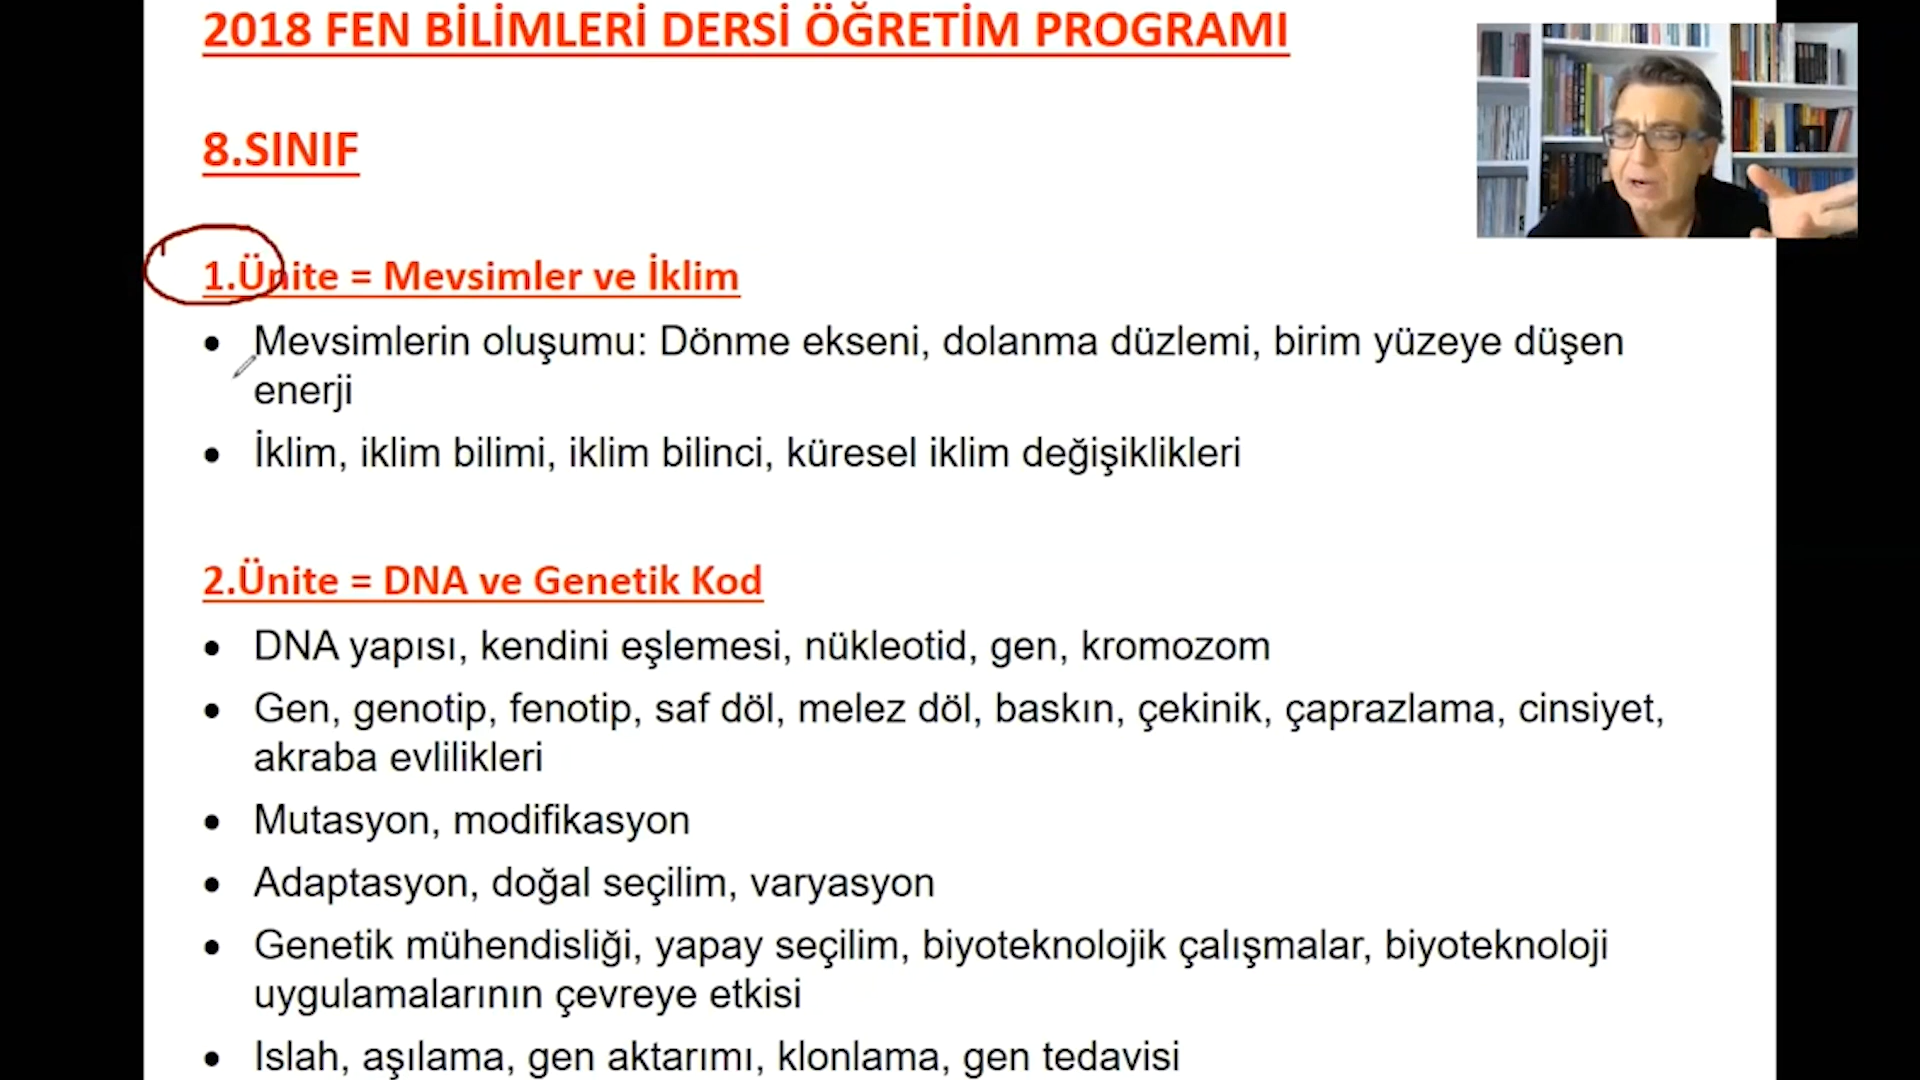 2018 FEN BİLİMLERİ DERSİ ÖĞRETİM PROGRAMI
8.SINIF
1.Ünite = Mevsimler ve İklim
• Mevsimlerin oluşumu: Dönme ekseni, dolanma düzlemi, birim yüzeye düşen
enerji
• İklim, iklim bilimi, iklim bilinci, küresel iklim değişiklikleri
2.Ünite = DNA ve Genetik Kod
• DNA yapısı, kendini eşlemesi, nükleotid, gen, kromozom
• Gen, genotip, fenotip, saf döl, melez döl, baskın, çekinik, çaprazlama, cinsiyet,
akraba evlilikleri
• Mutasyon, modifikasyon
• Adaptasyon, doğal seçilim, varyasyon
• Genetik mühendisliği, yapay seçilim, biyoteknolojik çalışmalar, biyoteknoloji
uygulamalarının çevreye etkisi
• Islah, aşılama, gen aktarımı, klonlama, gen tedavisi